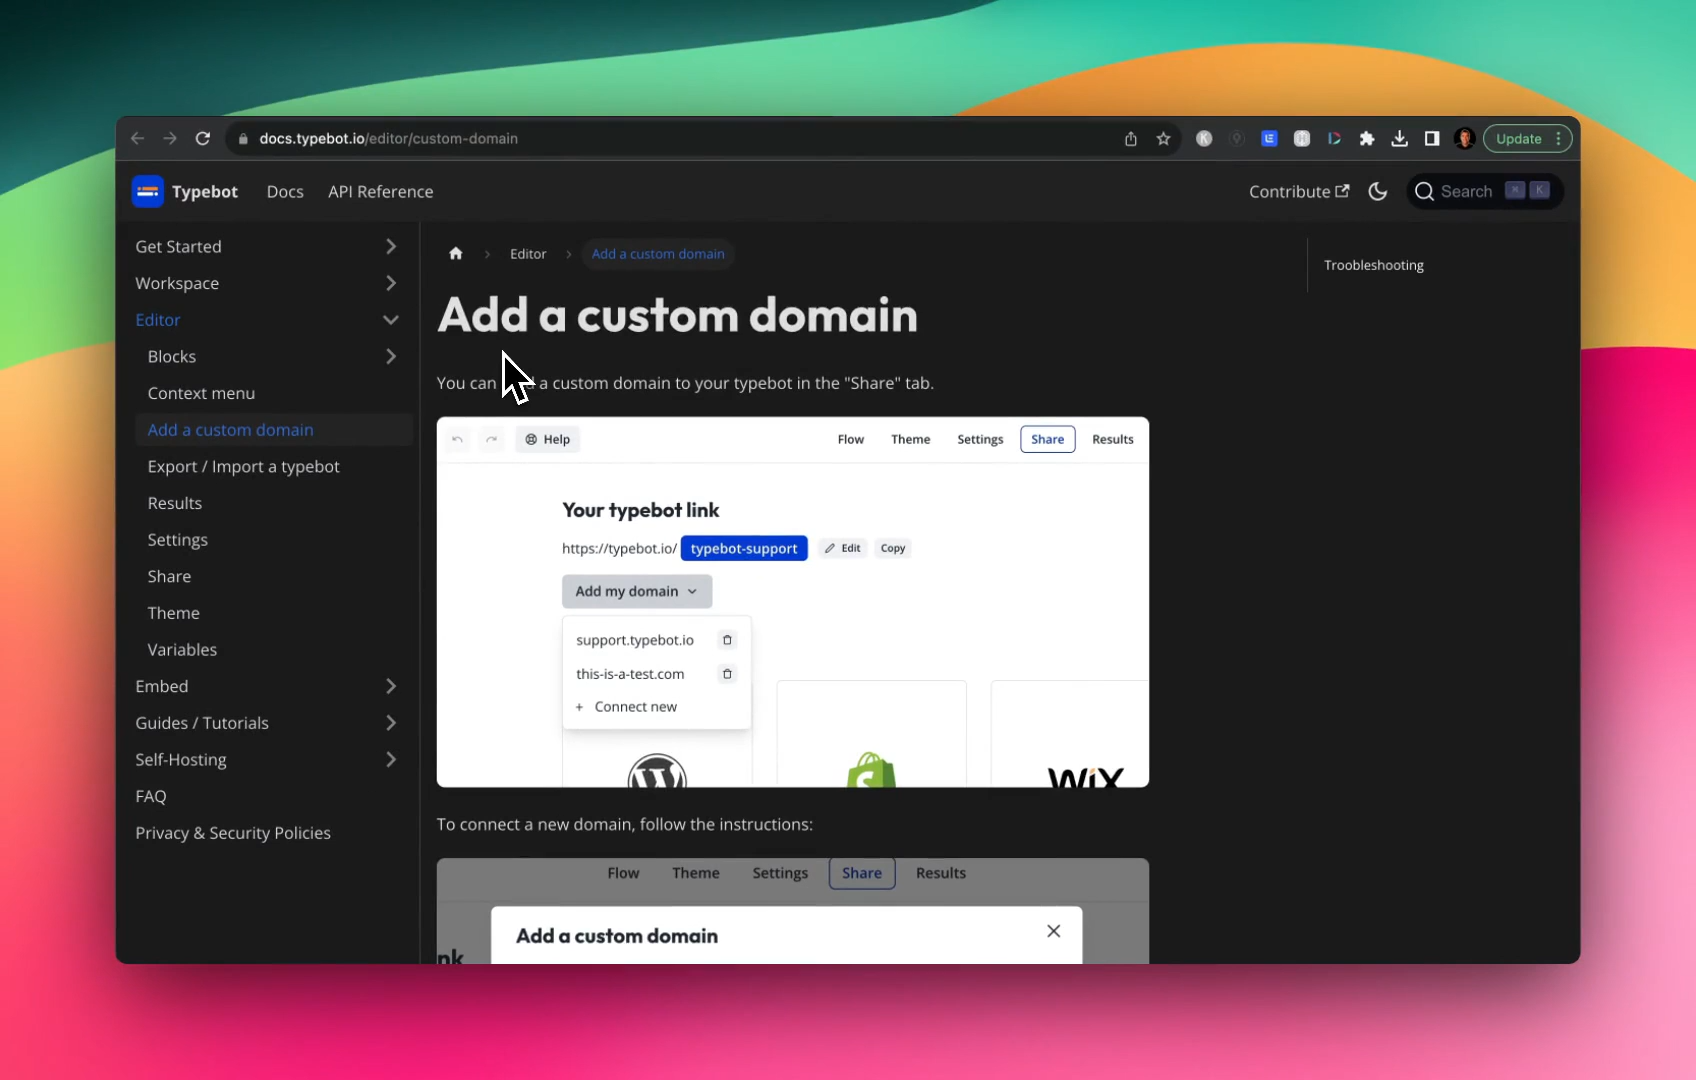 docs.typebot.io/editor/custom-domain
Update
Typebot
Docs
API Reference
Contribute
Search
K
Get Started
Workspace
Editor
Blocks
Context menu
Add a custom domain
Export / Import a typebot
Results
Settings
Share
Theme
Variables
Embed
Guides / Tutorials
Self-Hosting
FAQ
Privacy & Security Policies
Editor
Add a custom domain
Add a custom domain
You can a custom domain to your typebot in the "Share" tab.
Help
Flow
Theme
Settings
Share
Results
Your typebot link
https://typebot.io/ typebot-support
Edit
Copy
Add my domain
support.typebot.io
this-is-a-test.com
+ Connect new
WiX
To connect a new domain, follow the instructions:
Flow
Theme
Settings
Share
Results
Add a custom domain
nk
Troobleshooting